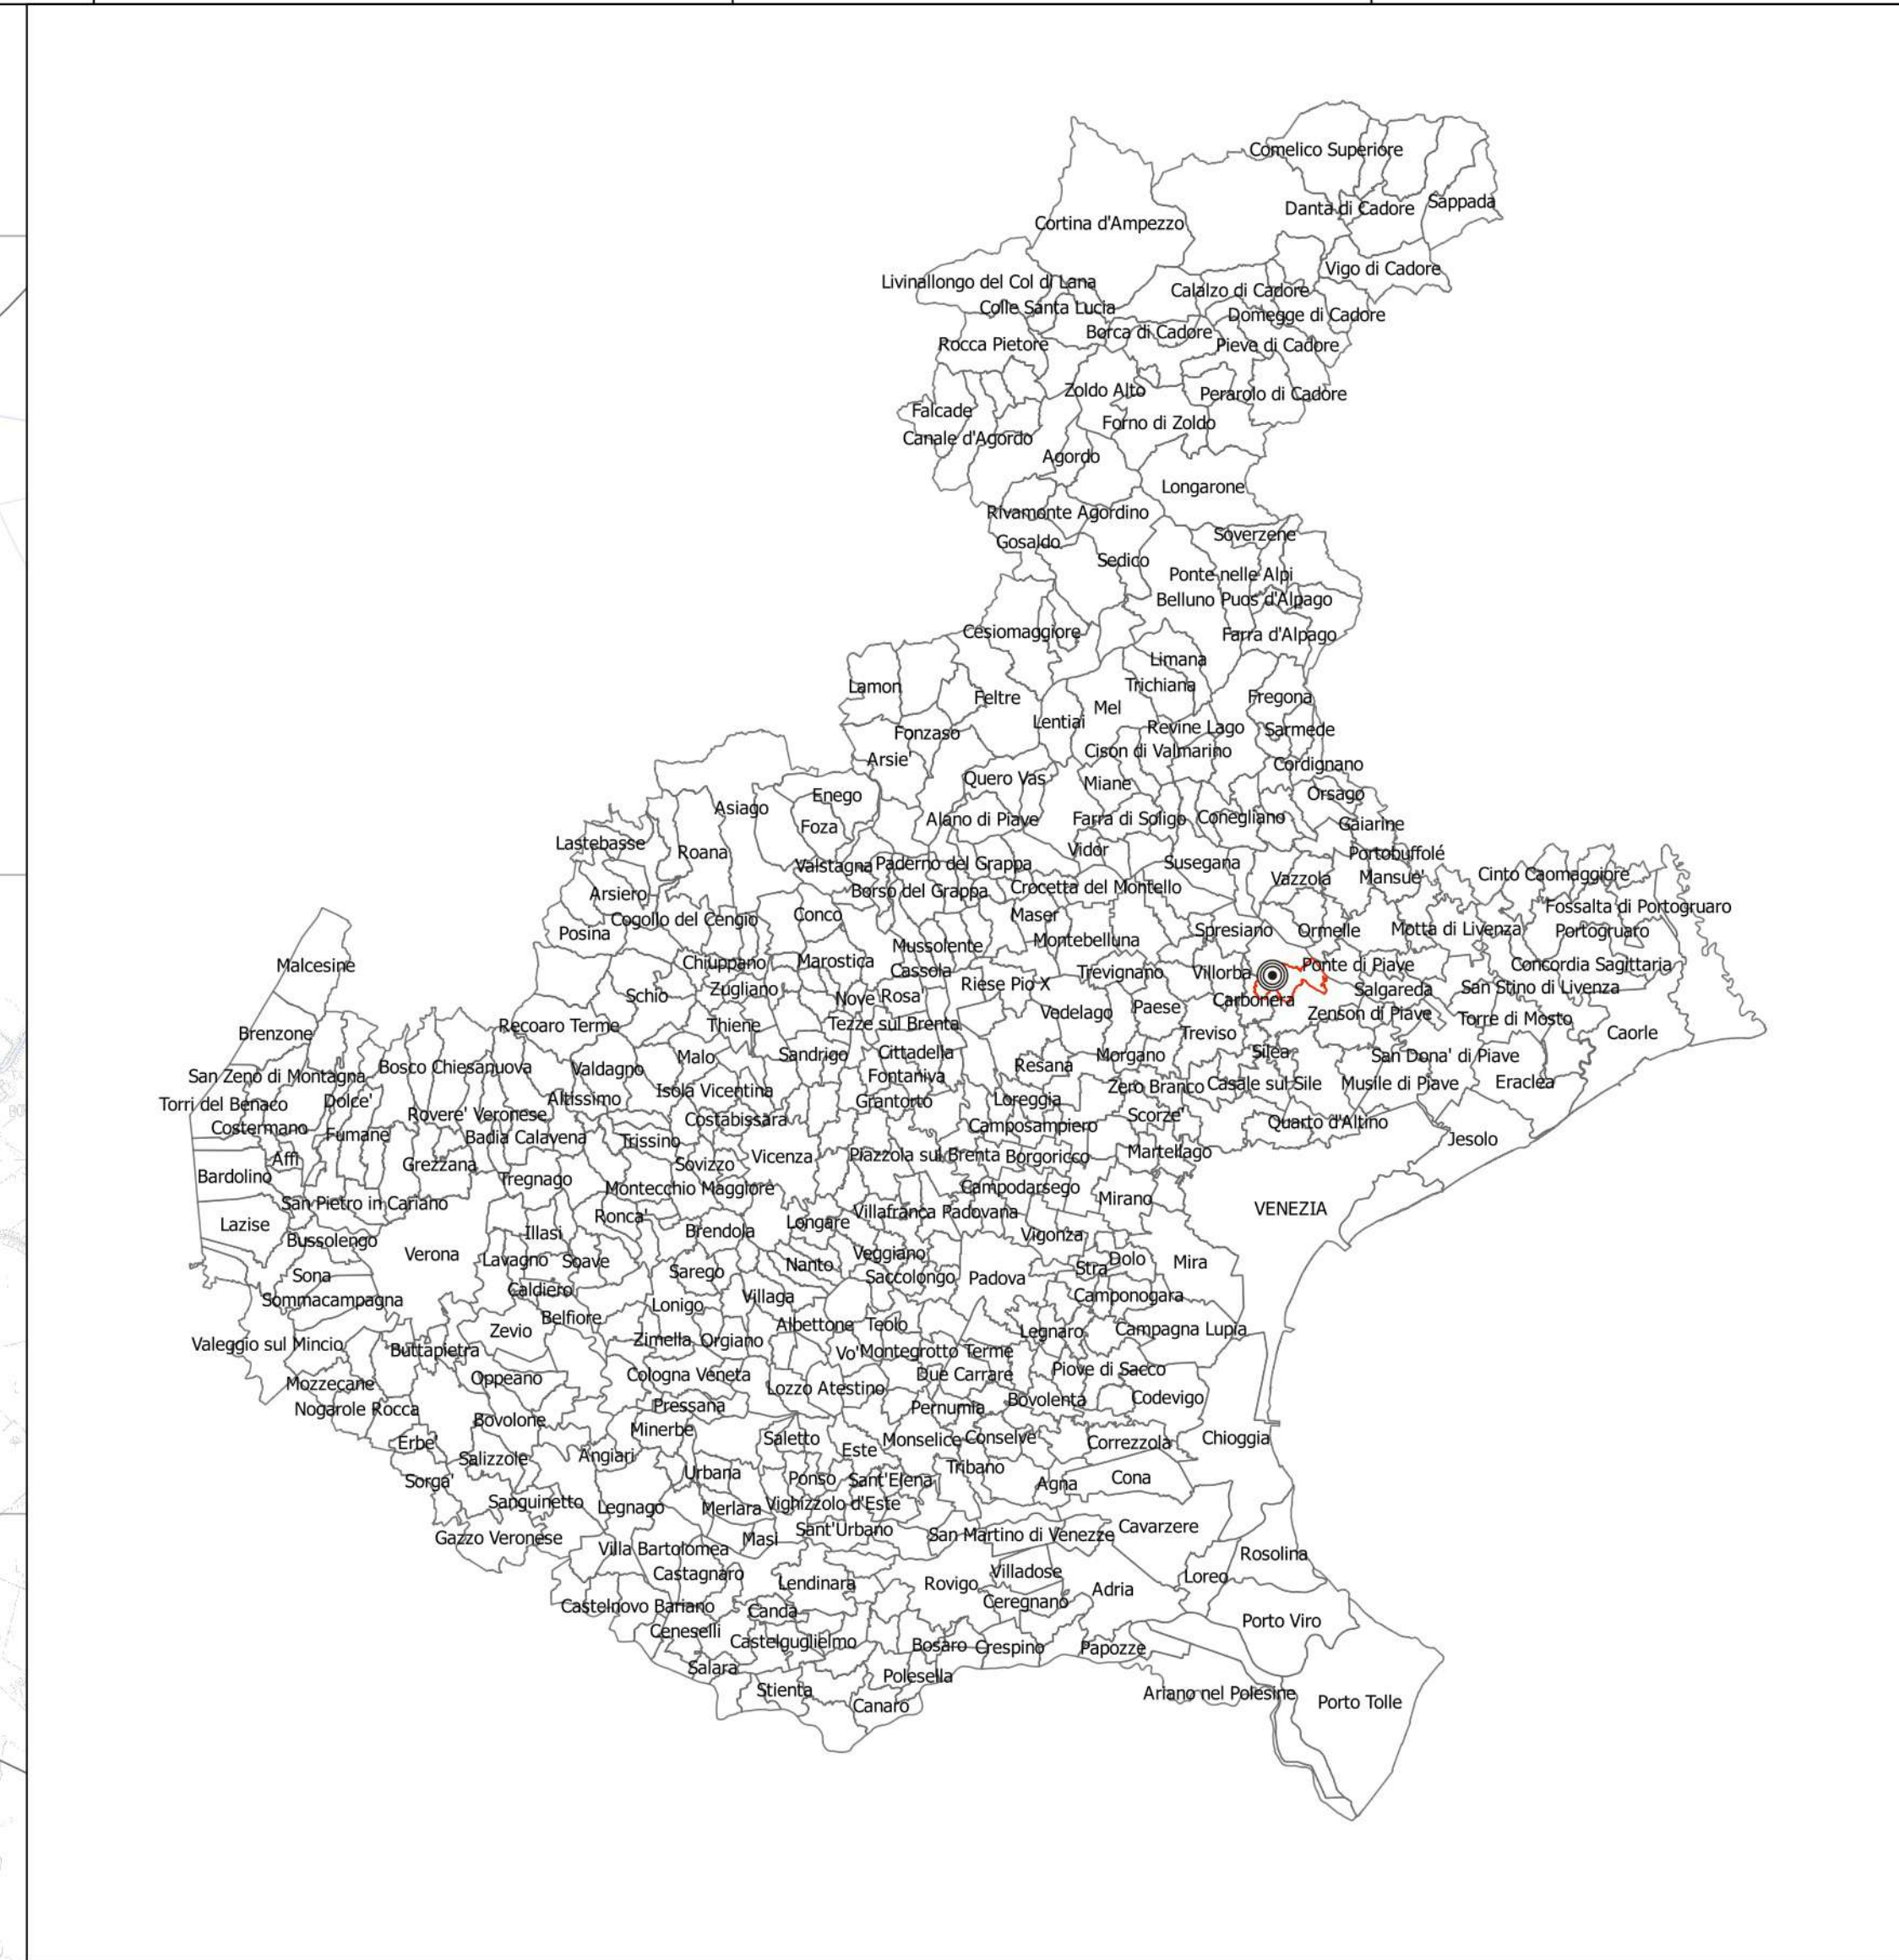 Comelico Superiore
Danta di Cadore
Sappada
Cortina d'Ampezzo
Vigo di Cadore
Livinallongo del Col di Lana
Calalzo di Cadore
Colle Santa Lucia
Domegge di Cadore
Borca di Cadore
Rocca Pietore
Pieve di Cadore
Zoldo Alto
Perarolo di Cadore
Falcade
Forno di Zoldo
Canale d'Agordo
Agordo
Longarone
Rivamonte Agordino
Soverzene
Gosaldo
Sedico
Ponte nelle Alpi
Belluno
Puos d'Alpago
Cesiomaggiore
Farra d'Alpago
Limana
Lamon
Trichiana
Feltre
Fregona
Mel
Lentiai
Revine Lago
Sarmede
Fonzaso
Cison di Valmarino
Arsie'
Cordignano
Quero Vas
Miane
Enego
Orsago
Asiago
Alano di Piave
Farra di Soligo
Conegliano
Foza
Gaiarine
Lastebasse
Roana
Vidor
Portobuffolé
Valstagna
Paderno del Grappa
Susegana
Vazzola
Mansue'
Cinto Caomaggiore
Arsiero
Borso del Grappa
Crocetta del Montello
Fossalta di Portogruaro
Cogollo del Cengio
Conco
Maser
Posina
Spresiano
Ormelle
Motta di Livenza
Portogruaro
Mussolente
Montebelluna
Malcesine
Chiuppano
Marostica
Cassola
Trevignano
Villorba
Ponte di Piave
Concordia Sagittaria
Schio
Zugliano
Nove
Rosa'
Riese Pio X
Carbonera
Salgareda
San Stino di Livenza
Recoaro Terme
Thiene
Tezze sul Brenta
Vedelago
Paese
Zenson di Piave
Torre di Mosto
Brenzone
Treviso
Caorle
Malo
Sandrigo
Cittadella
Resana
Morgano
Silea
San Dona' di Piave
San Zeno di Montagna
Bosco Chiesanuova
Valdagno
Fontaniva
Isola Vicentina
Zero Branco
Casale sul Sile
Musile di Piave
Eraclea
Torri del Benaco
Dolce'
Altissimo
Grantorto
Loreggia
Rovere' Veronese
Costabissara
Scorze'
Costermano
Fumane
Badia Calavena
Trissino
Camposampiero
Quarto d'Altino
Jesolo
Affi
Grezzana
Sovizzo
Vicenza
Piazzola sul Brenta
Borgoricco
Martellago
Bardolino
Tregnago
Montecchio Maggiore
Campodarsego
Mirano
San Pietro in Cariano
Ronca'
Villafranca Padovana
VENEZIA
Lazise
Illasi
Brendola
Longare
Vigonza
Bussolengo
Verona
Lavagno
Soave
Veggiano
Dolo
Mira
Sona
Sarego
Nanto
Saccolongo
Padova
Stra
Sommacampagna
Caldiero
Lonigo
Villaga
Camponogara
Belfiore
Zevio
Albettone
Teolo
Legnaro
Campagna Lupia
Valeggio sul Mincio
Buttapietra
Zimella
Orgiano
Vo'
Montegrotto Terme
Mozzecane
Oppeano
Cologna Veneta
Lozzo Atestino
Due Carrare
Piove di Sacco
Nogarole Rocca
Pressana
Pernumia
Bovolenta
Codevigo
Bovolone
Minerbe
Erbe'
Saletto
Este
Monselice
Conselve
Correzzola
Chioggia
Salizzole
Angiari
Sorga'
Urbana
Ponso
Sant'Elena
Tribano
Agna
Cona
Sanguinetto
Legnago
Merlara
Vighizzolo d'Este
Gazzo Veronese
Masi
Sant'Urbano
San Martino di Venezze
Cavarzere
Villa Bartolomea
Rosolina
Castagnaro
Lendinara
Rovigo
Villadose
Loreo
Adria
Castelnovo Bariano
Canda
Ceregnano
Porto Viro
Ceneselli
Castelguglielmo
Bosaro
Crespino
Papozze
Salara
Polesella
Stienta
Canaro
Ariano nel Polesine
Porto Tolle